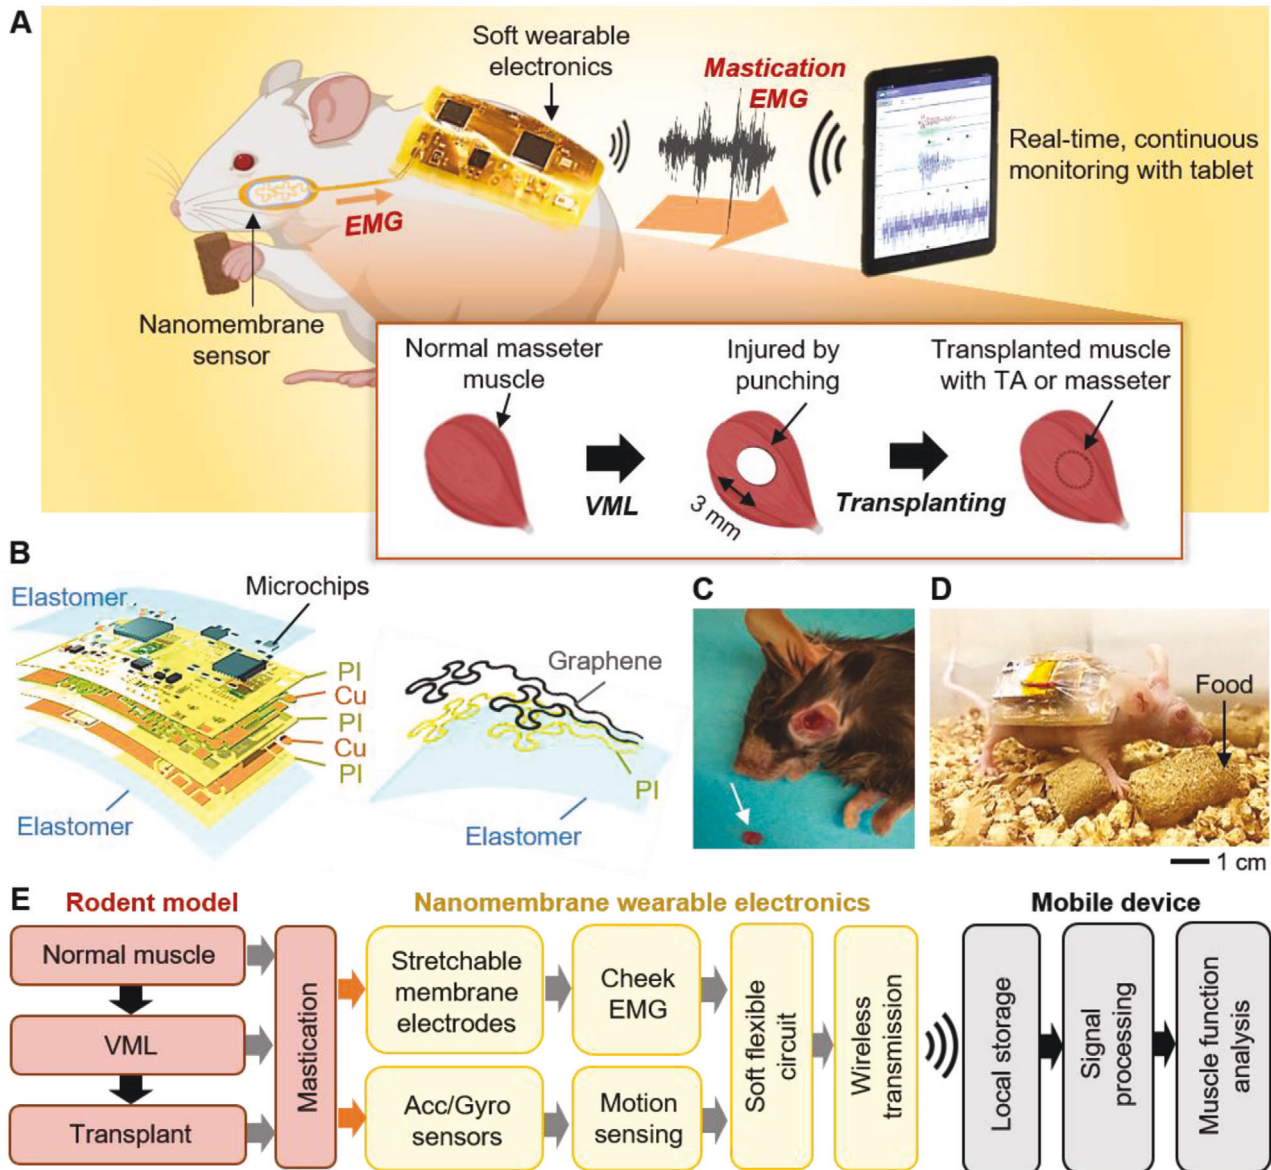 A
Soft wearable
electronics
Mastication
EMG
Real-time, continuous
monitoring with tablet
EMG
Nanomembrane
sensor
Normal masseter
muscle
Injured by
punching
Transplanted muscle
with TA or masseter
VML
3 mm
Transplanting
B
Elastomer
Microchips
PI
Cu
PI
Cu
PI
Elastomer
Graphene
PI
Elastomer
C
D
Food
1 cm
E
Rodent model
Nanomembrane wearable electronics
Mobile device
Normal muscle
VML
Transplant
Mastication
Stretchable
membrane
electrodes
Cheek
EMG
Acc/Gyro
sensors
Motion
sensing
Soft flexible
circuit
Wireless
transmission
Local storage
Signal
processing
Muscle function
analysis